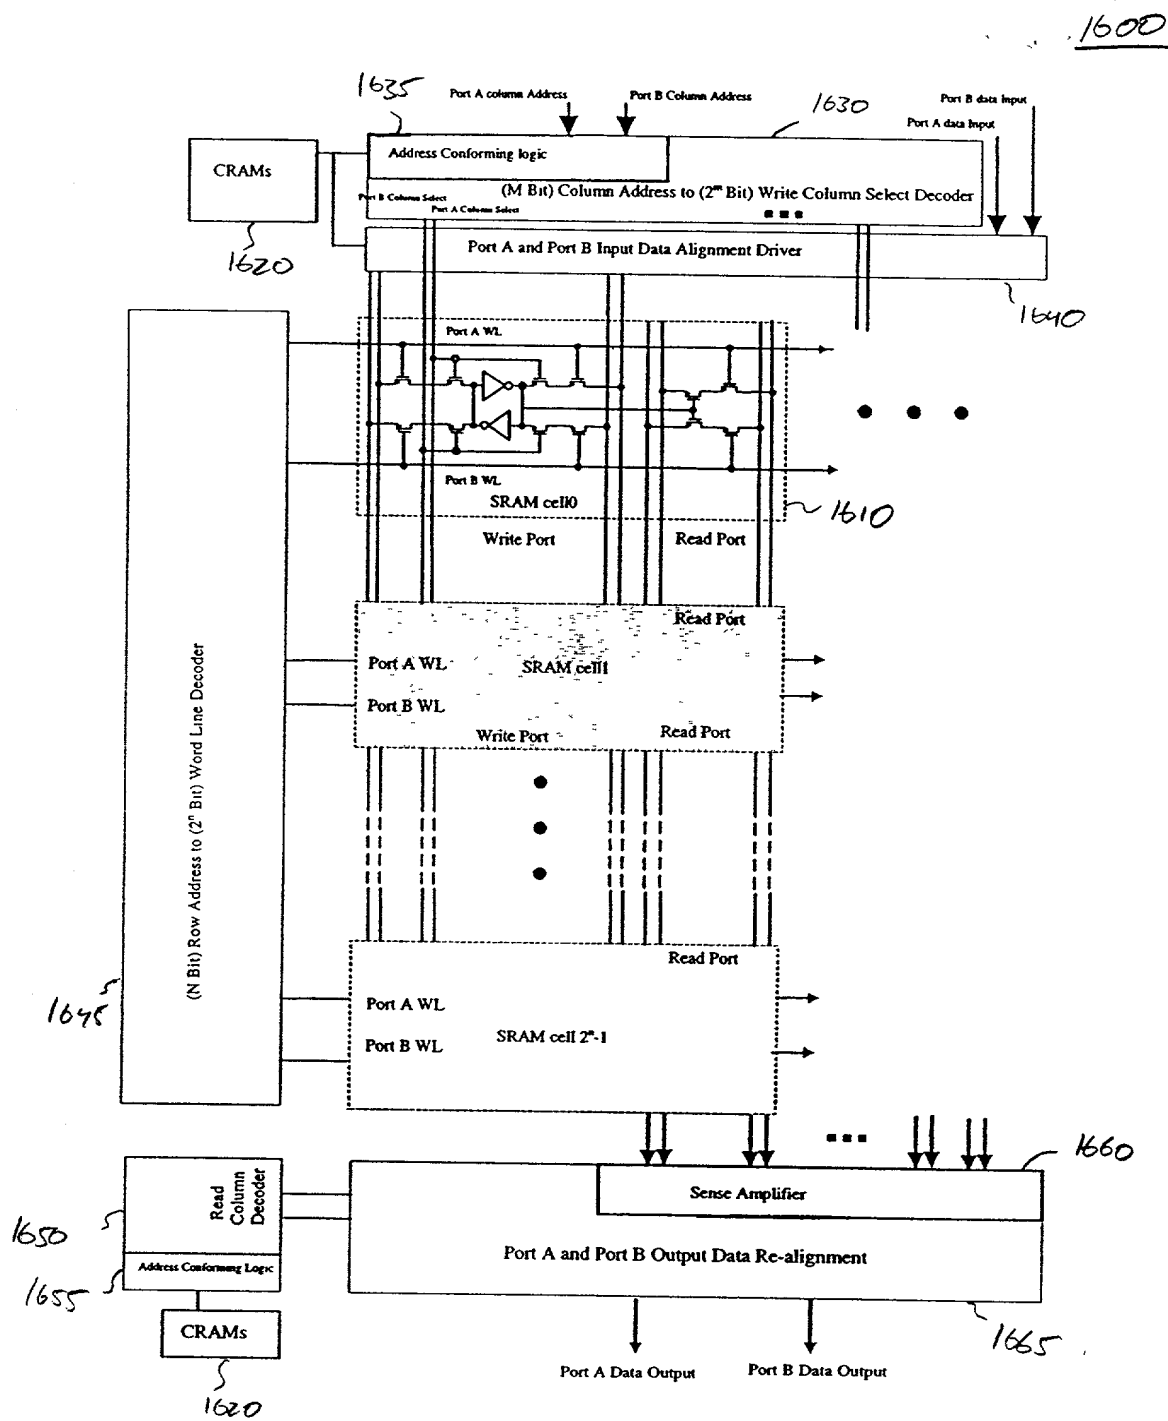 1600
1635
Port A column Address
Port B Column Address
1630
Port B data Input
Port A data Input
CRAMs
Address Conforming logic
(M Bit) Column Address to (2^m Bit) Write Column Select Decoder
Port B Column Select
Port A Column Select
1620
Port A and Port B Input Data Alignment Driver
1640
Port A WL
Port B WL
SRAM cell0
1610
Write Port
Read Port
Read Port
Port A WL
SRAM cell1
Port B WL
Write Port
Read Port
(N Bit) Row Address to (2^n Bit) Word Line Decoder
1645
Read Port
Port A WL
SRAM cell 2^n-1
Port B WL
1660
Read
Column
Decoder
Sense Amplifier
1650
Port A and Port B Output Data Re-alignment
Address Conforming Logic
1655
CRAMs
1665
Port A Data Output
Port B Data Output
1620